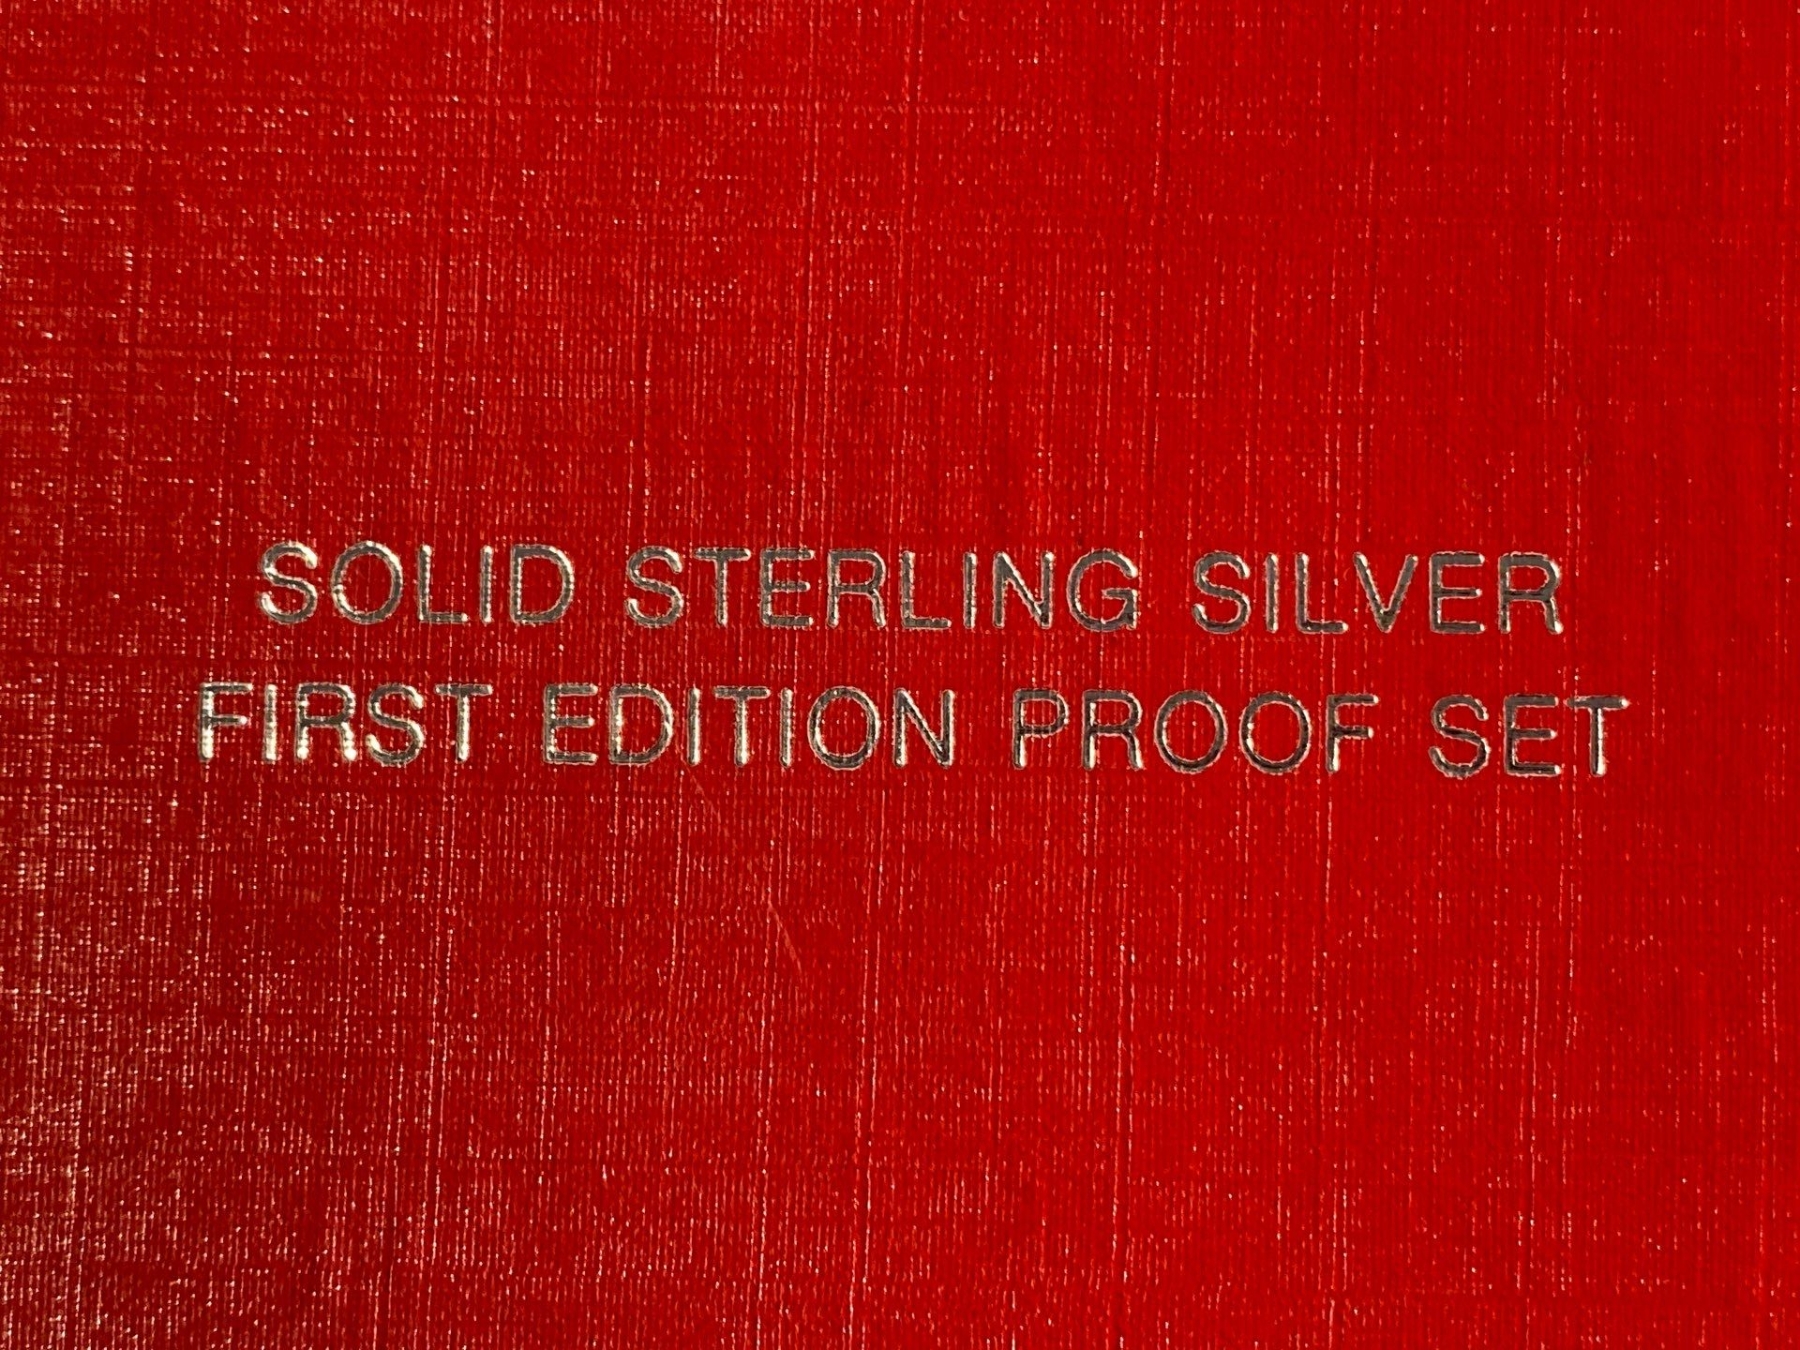 SOLID STERLING SILVER
FIRST EDITION PROOF SET